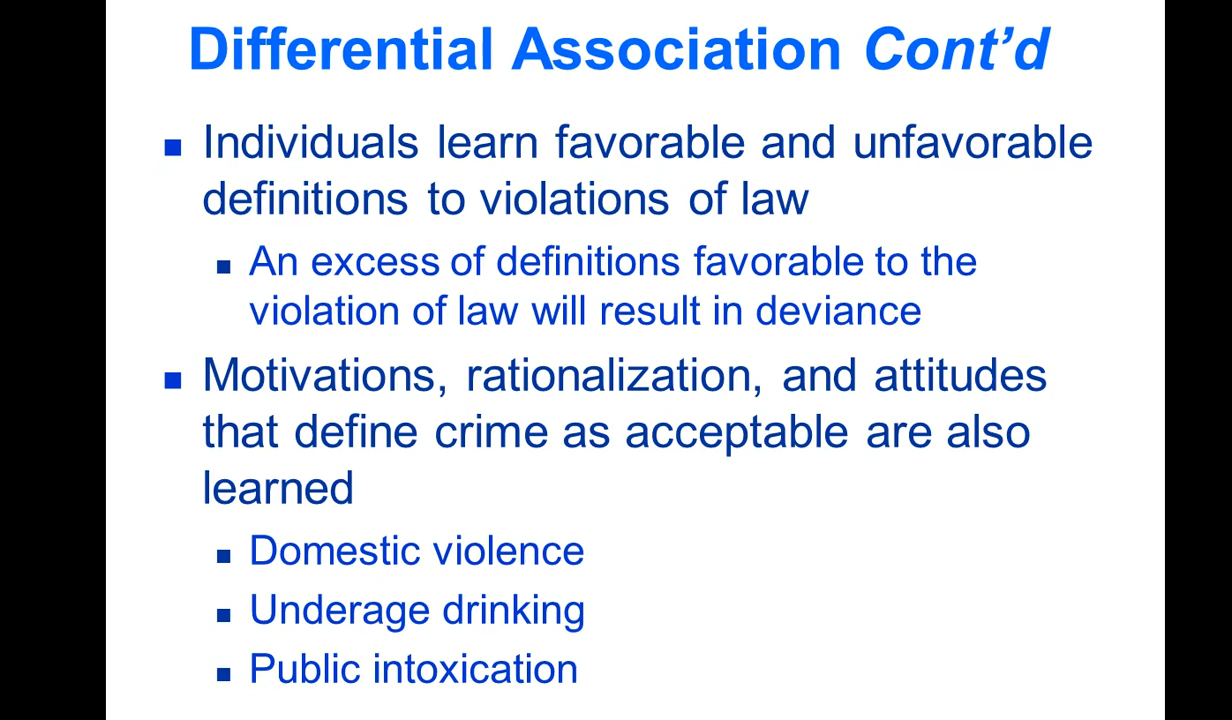 Differential Association Cont’d
Individuals learn favorable and unfavorable
definitions to violations of law
An excess of definitions favorable to the
violation of law will result in deviance
Motivations, rationalization, and attitudes
that define crime as acceptable are also
learned
Domestic violence
Underage drinking
Public intoxication